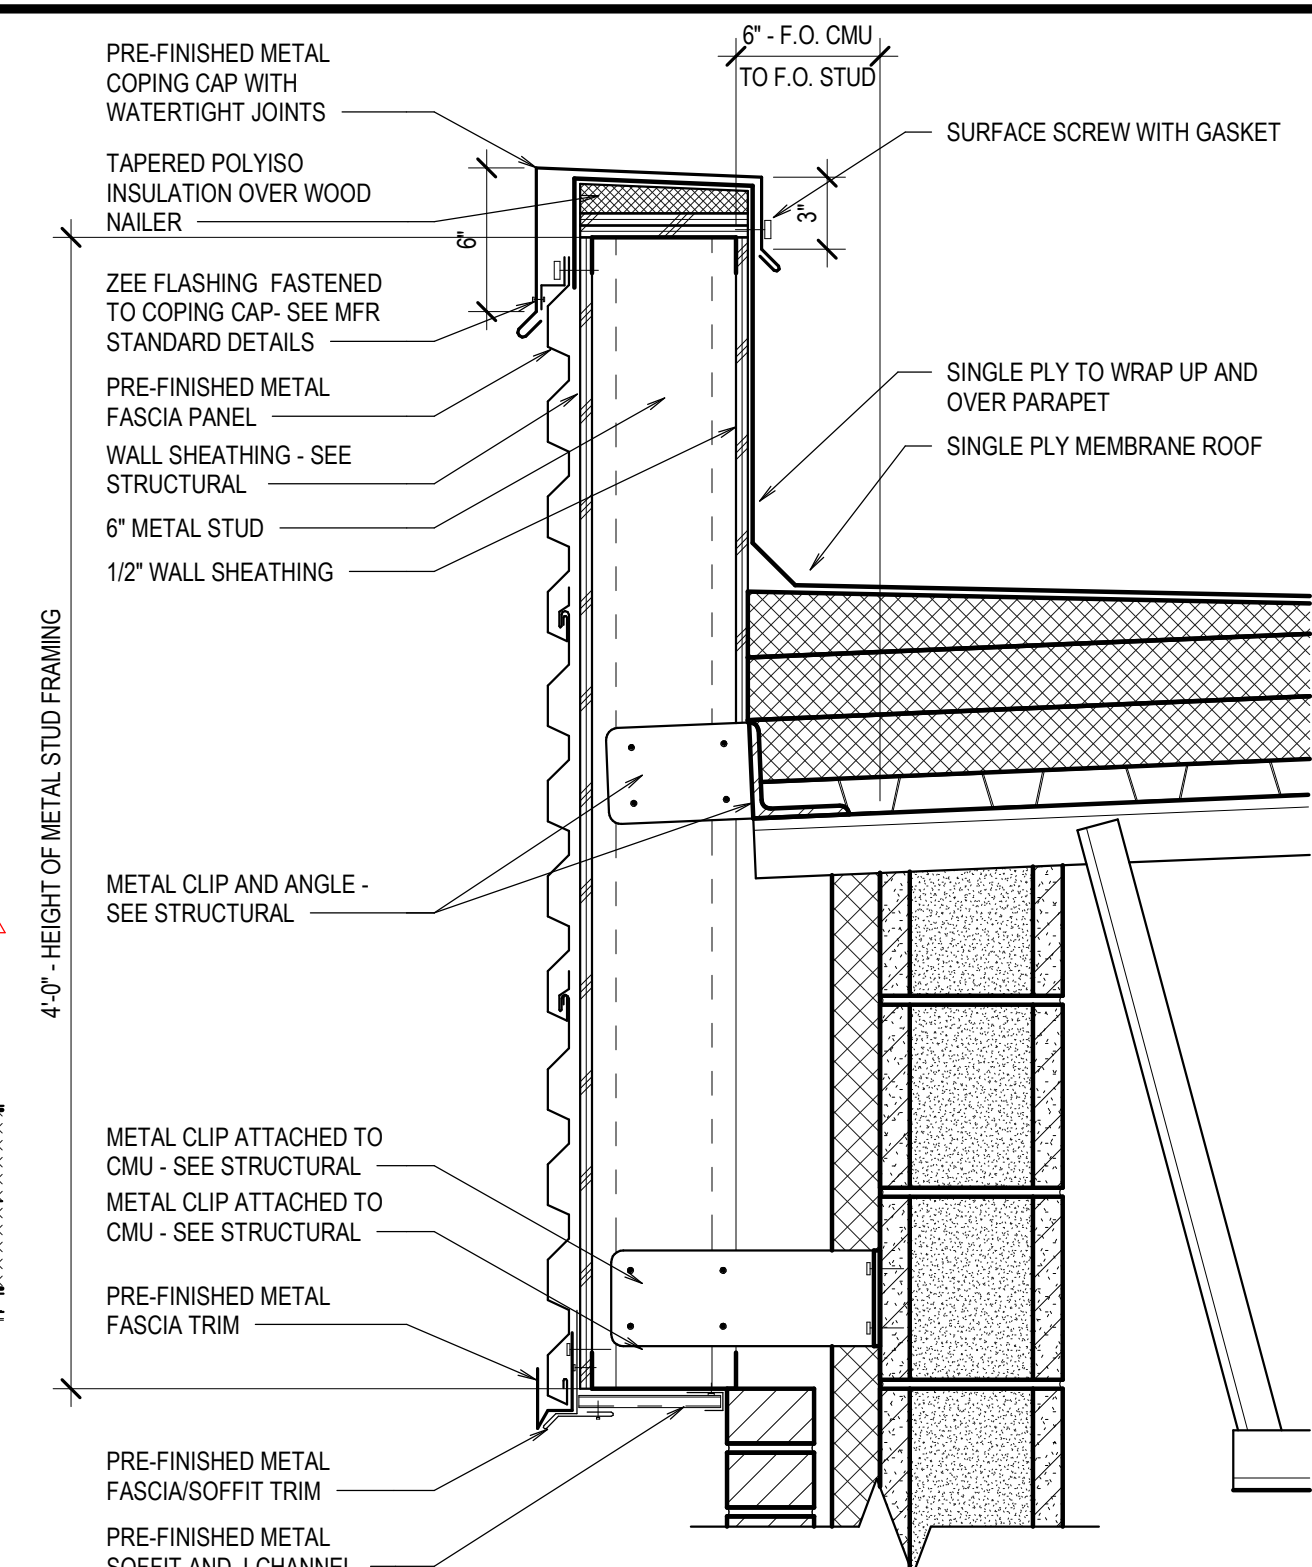 PRE-FINISHED METAL
COPING CAP WITH
WATERTIGHT JOINTS
TAPERED POLYISO
INSULATION OVER WOOD
NAILER
ZEE FLASHING FASTENED
TO COPING CAP- SEE MFR
STANDARD DETAILS
PRE-FINISHED METAL
FASCIA PANEL
WALL SHEATHING - SEE
STRUCTURAL
6" METAL STUD
1/2" WALL SHEATHING
4'-0" - HEIGHT OF METAL STUD FRAMING
METAL CLIP AND ANGLE -
SEE STRUCTURAL
METAL CLIP ATTACHED TO
CMU - SEE STRUCTURAL
METAL CLIP ATTACHED TO
CMU - SEE STRUCTURAL
PRE-FINISHED METAL
FASCIA TRIM
PRE-FINISHED METAL
FASCIA/SOFFIT TRIM
PRE-FINISHED METAL
SOFFIT AND J CHANNEL
6"
3"
6" - F.O. CMU
TO F.O. STUD
SURFACE SCREW WITH GASKET
SINGLE PLY TO WRAP UP AND
OVER PARAPET
SINGLE PLY MEMBRANE ROOF